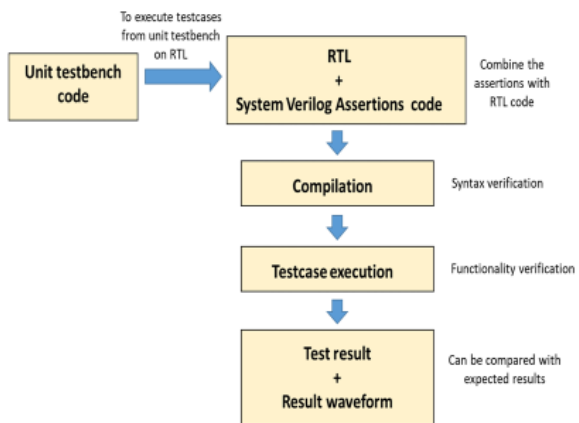 To execute testcases
from unit testbench
on RTL
Unit testbench
code
RTL
+
System Verilog Assertions code
Combine the
assertions with
RTL code
Compilation
Syntax verification
Testcase execution
Functionality verification
Test result
+
Result waveform
Can be compared with
expected results